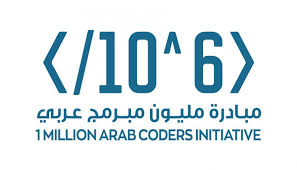 </10^6>
مبادرة مليون مبرمج عربي
1 MILLION ARAB CODERS INITIATIVE